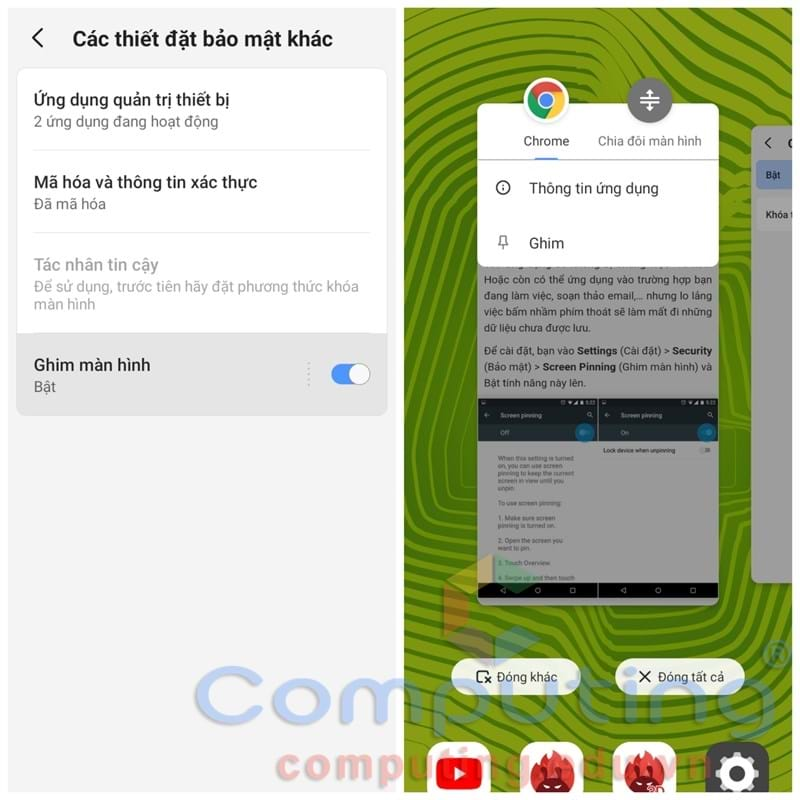 Các thiết đặt bảo mật khác
Ứng dụng quản trị thiết bị
2 ứng dụng đang hoạt động
Mã hóa và thông tin xác thực
Đã mã hóa
Tác nhân tin cậy
Để sử dụng, trước tiên hãy đặt phương thức khóa
màn hình
Ghim màn hình
Bật
Chrome
Chia đôi màn hình
Thông tin ứng dụng
Ghim
Hoặc còn có thể ứng dụng vào trường hợp bạn
đang làm việc, soạn thảo email,... nhưng lo lắng
việc bấm nhầm phím thoát sẽ làm mất đi những
dữ liệu chưa được lưu.
Để cài đặt, bạn vào Settings (Cài đặt) > Security
(Bảo mật) > Screen Pinning (Ghim màn hình) và
Bật tính năng này lên.
5:22
Screen pinning
Off
When this setting is turned
on, you can use screen
pinning to keep the current
screen in view until you
unpin.
To use screen pinning:
1. Make sure screen
pinning is turned on.
2. Open the screen you
want to pin.
3. Touch Overview
4. Swipe up and then touch
5:22
Screen pinning
On
Lock device when unpinning
Bật
Khóa
Đóng khác
Đóng tất cả
Computing®
computing.edu.vn
3D